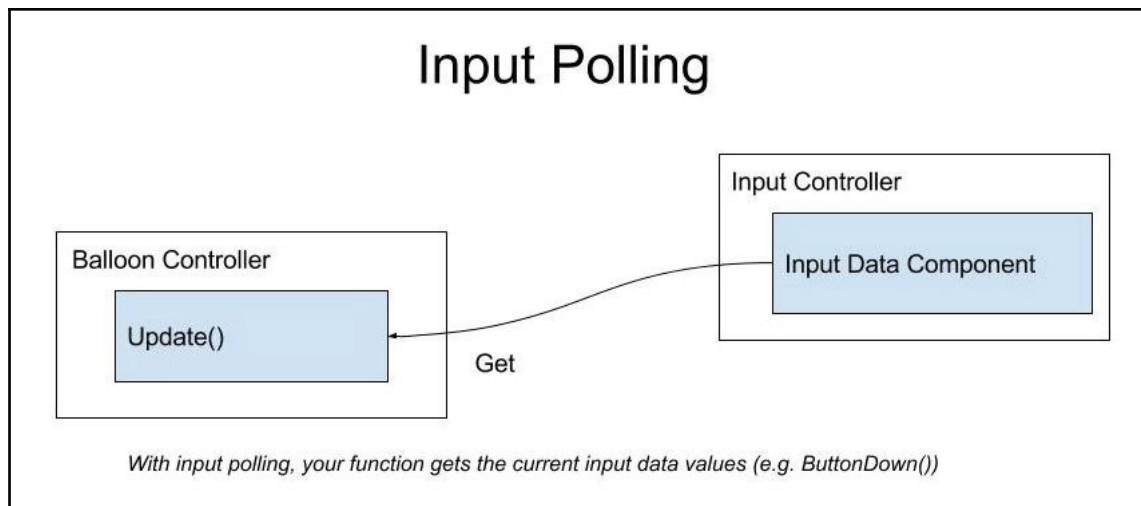 Input Polling
Input Controller
Input Data Component
Balloon Controller
Update()
Get
With input polling, your function gets the current input data values (e.g. ButtonDown())